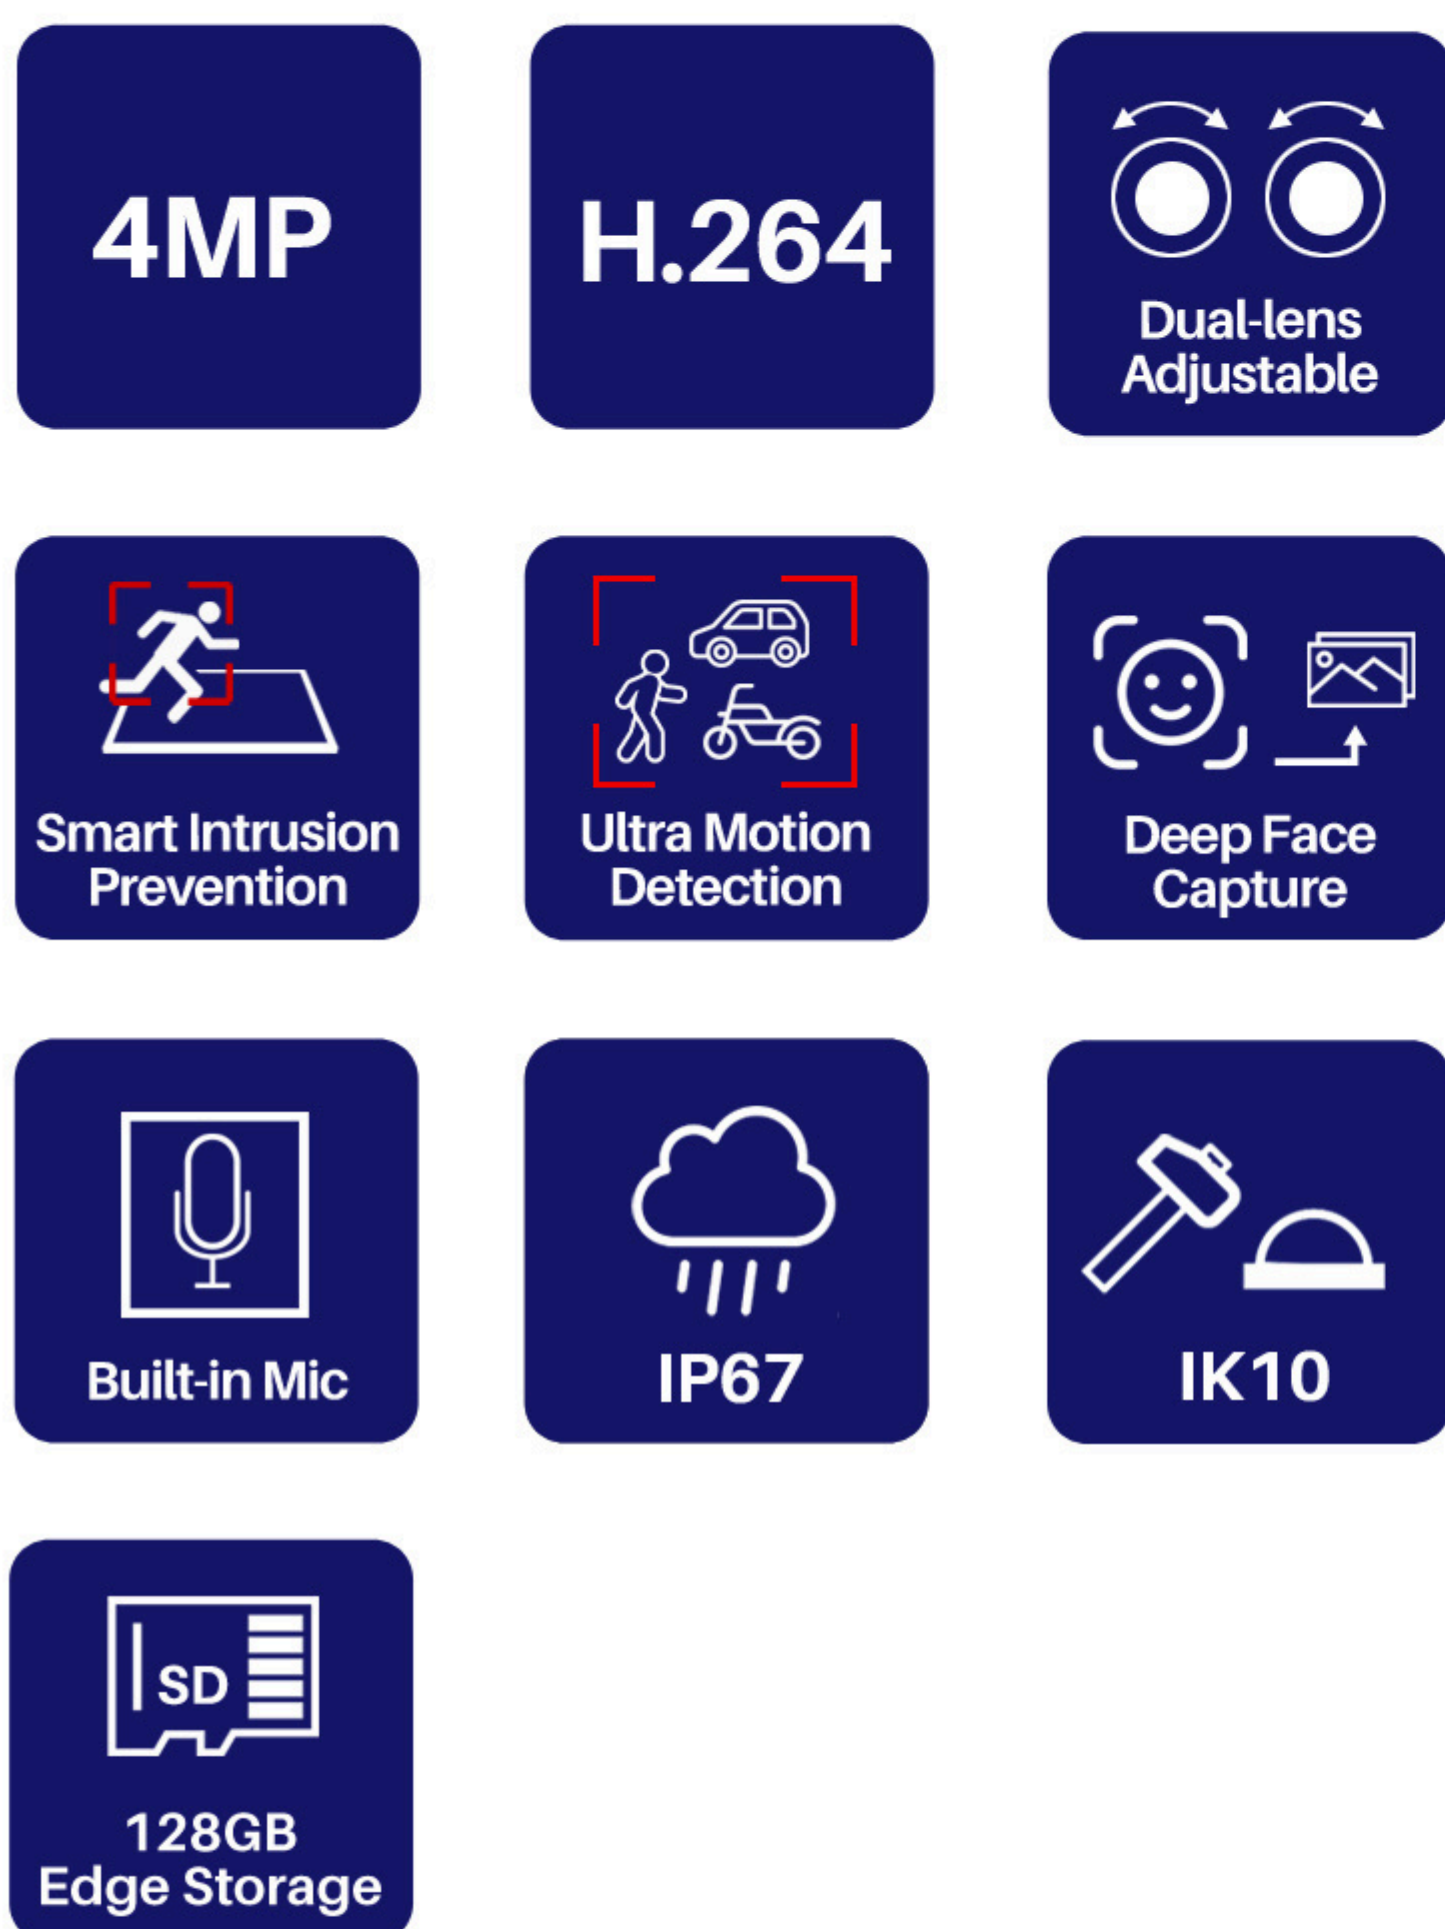 4MP
H.264
Dual-lens
Adjustable
Smart Intrusion
Prevention
Ultra Motion
Detection
Deep Face
Capture
Built-in Mic
IP67
IK10
SD
128GB
Edge Storage